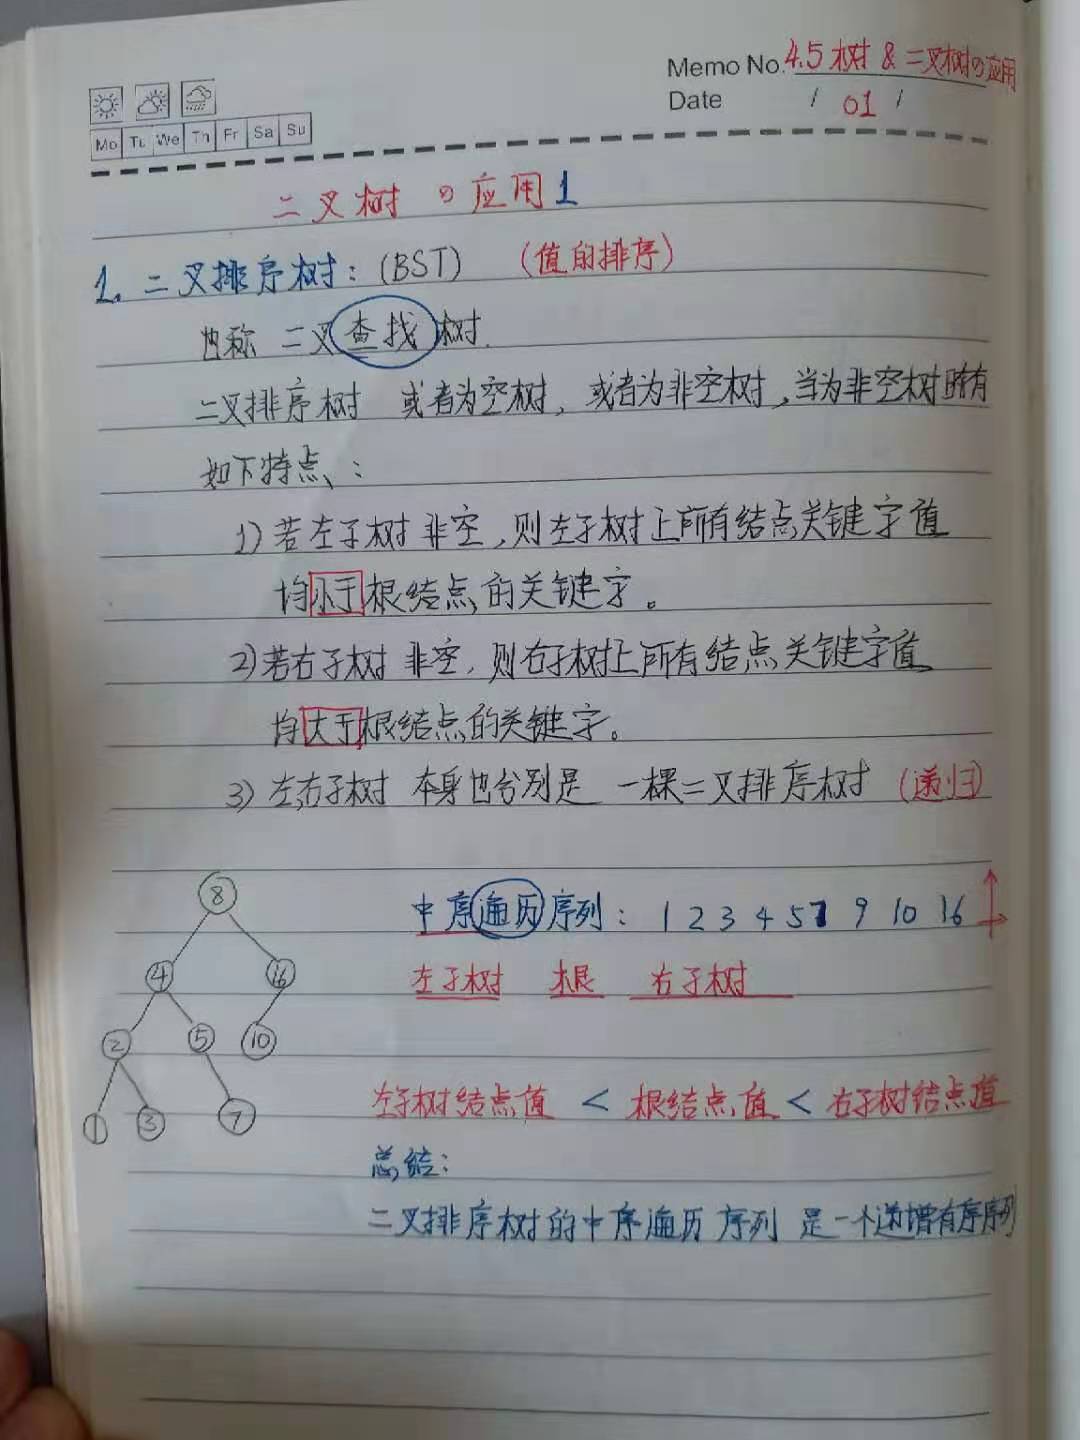 Memo No. 4.5 树 & 二叉树の应用
Date / 01 /
Mo Tu We Th Fr Sa Su
二叉树 の 应用1
1. 二叉排序树：(BST) （值的排序）
也称 二叉查找树.
二叉排序树 或者为空树，或者为非空树，当为非空树时有
如下特点：
1) 若左子树非空，则左子树上所有结点关键字值
均小于根结点的关键字。
2) 若右子树非空，则右子树上所有结点关键字值
均大于根结点的关键字。
3) 左,右子树 本身也分别是 一棵二叉排序树 （递归）
中序遍历序列： 1 2 3 4 5 7 9 10 16
左子树 根 右子树
8
4 16
2 5 10
1 3 7
左子树结点值 < 根结点值 < 右子树结点值
总结：
二叉排序树的中序遍历序列 是一个递增有序序列